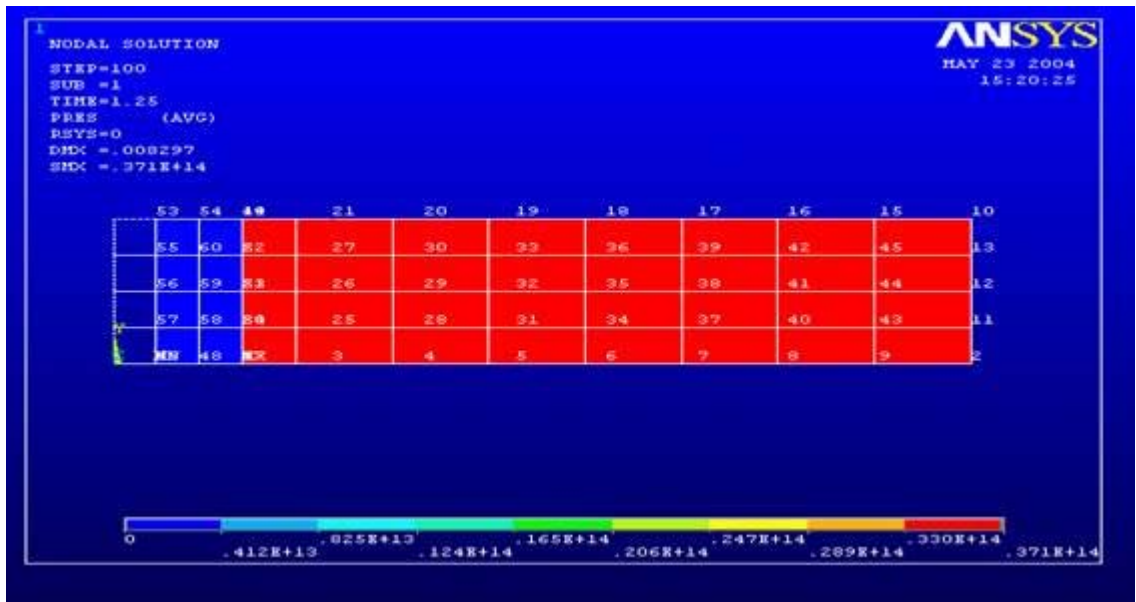 1
NODAL SOLUTION
STEP=100
SUB =1
TIME=1.25
PRES (AVG)
RSYS=0
DMX =.008297
SMX =.371E+14
ANSYS
MAY 23 2004
15:20:25
53 54 21 20 19 18 17 16 15 10
55 60 27 30 33 36 39 42 45 13
56 59 26 29 32 35 38 41 44 12
57 58 25 28 31 34 37 40 43 11
MN 48 MX 3 4 5 6 7 8 9 2
0 .825E+13 .165E+14 .247E+14 .330E+14
.412E+13 .124E+14 .206E+14 .289E+14 .371E+14